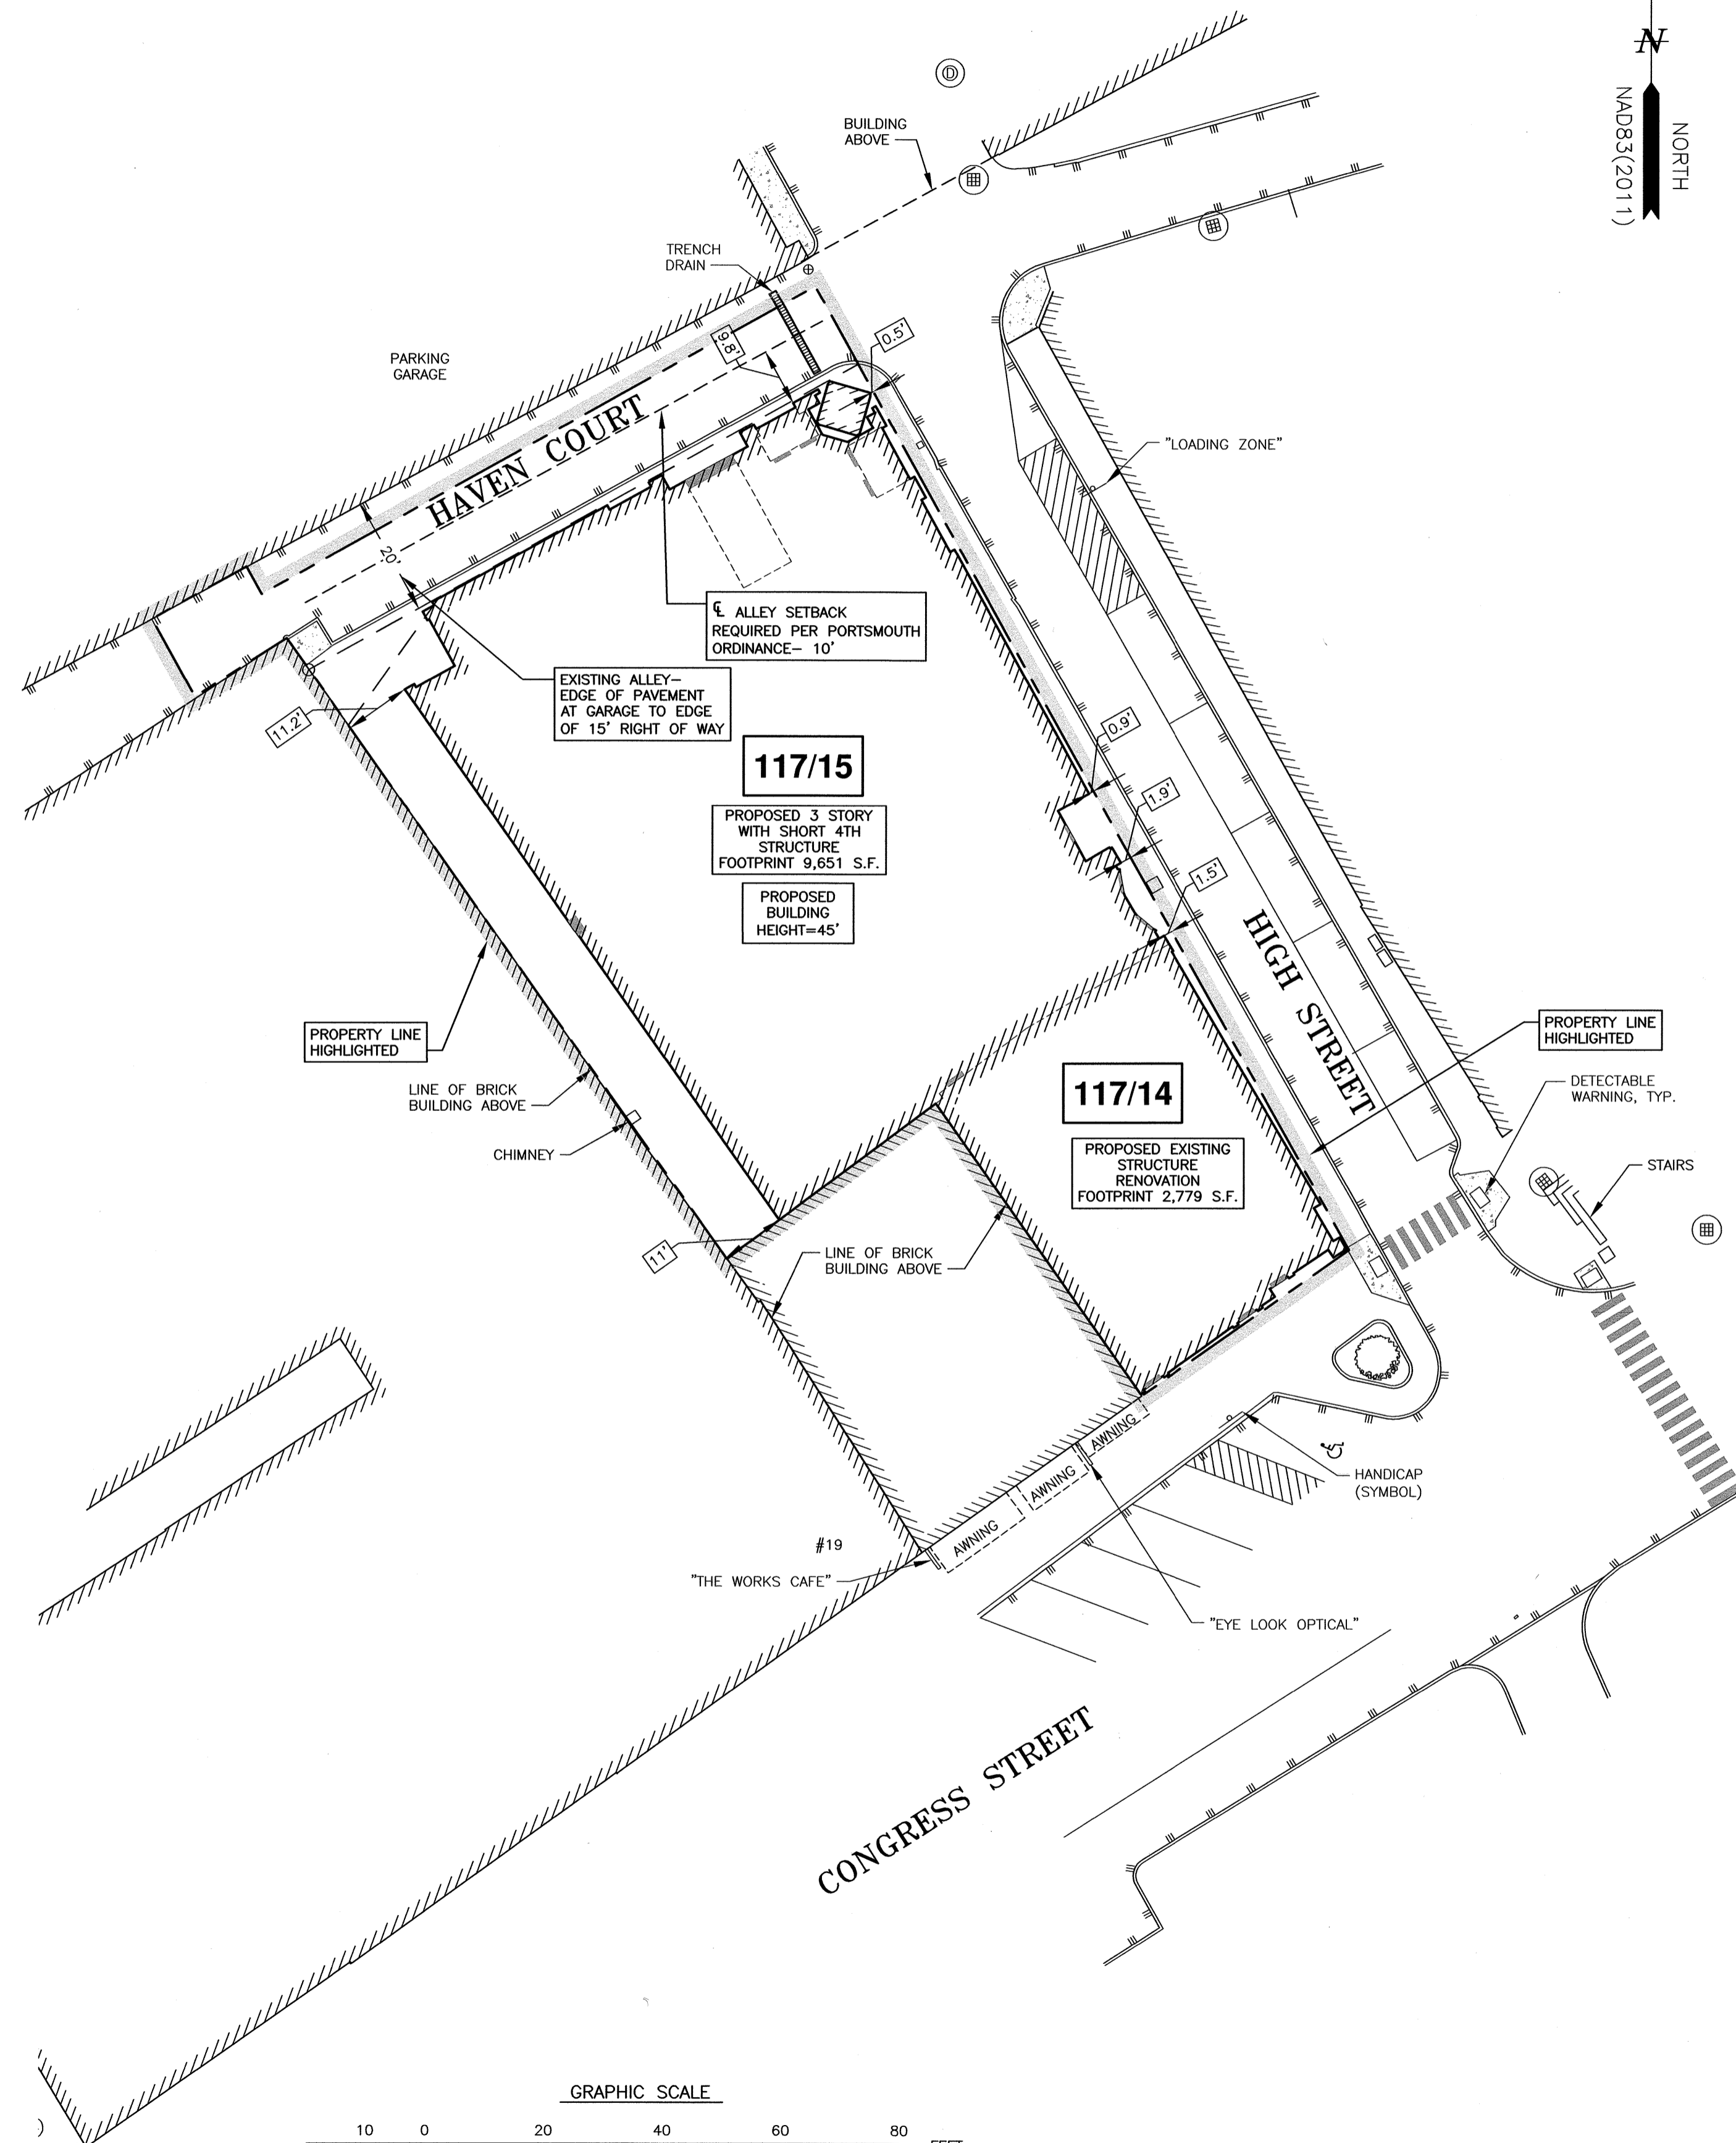 N
NORTH
NAD83(2011)
D
BUILDING
ABOVE
TRENCH
DRAIN
9.8'
0.5'
PARKING
GARAGE
HAVEN COURT
"LOADING ZONE"
20'
℄ ALLEY SETBACK
REQUIRED PER PORTSMOUTH
ORDINANCE– 10'
EXISTING ALLEY–
EDGE OF PAVEMENT
AT GARAGE TO EDGE
OF 15' RIGHT OF WAY
11.2'
0.9'
117/15
1.9'
PROPOSED 3 STORY
WITH SHORT 4TH
STRUCTURE
FOOTPRINT 9,651 S.F.
1.5'
PROPOSED
BUILDING
HEIGHT=45'
HIGH STREET
PROPERTY LINE
HIGHLIGHTED
PROPERTY LINE
HIGHLIGHTED
LINE OF BRICK
BUILDING ABOVE
117/14
DETECTABLE
WARNING, TYP.
CHIMNEY
PROPOSED EXISTING
STRUCTURE
RENOVATION
FOOTPRINT 2,779 S.F.
STAIRS
11'
LINE OF BRICK
BUILDING ABOVE
AWNING
AWNING
AWNING
HANDICAP
(SYMBOL)
#19
"THE WORKS CAFE"
"EYE LOOK OPTICAL"
CONGRESS STREET
GRAPHIC SCALE
10 0 20 40 60 80